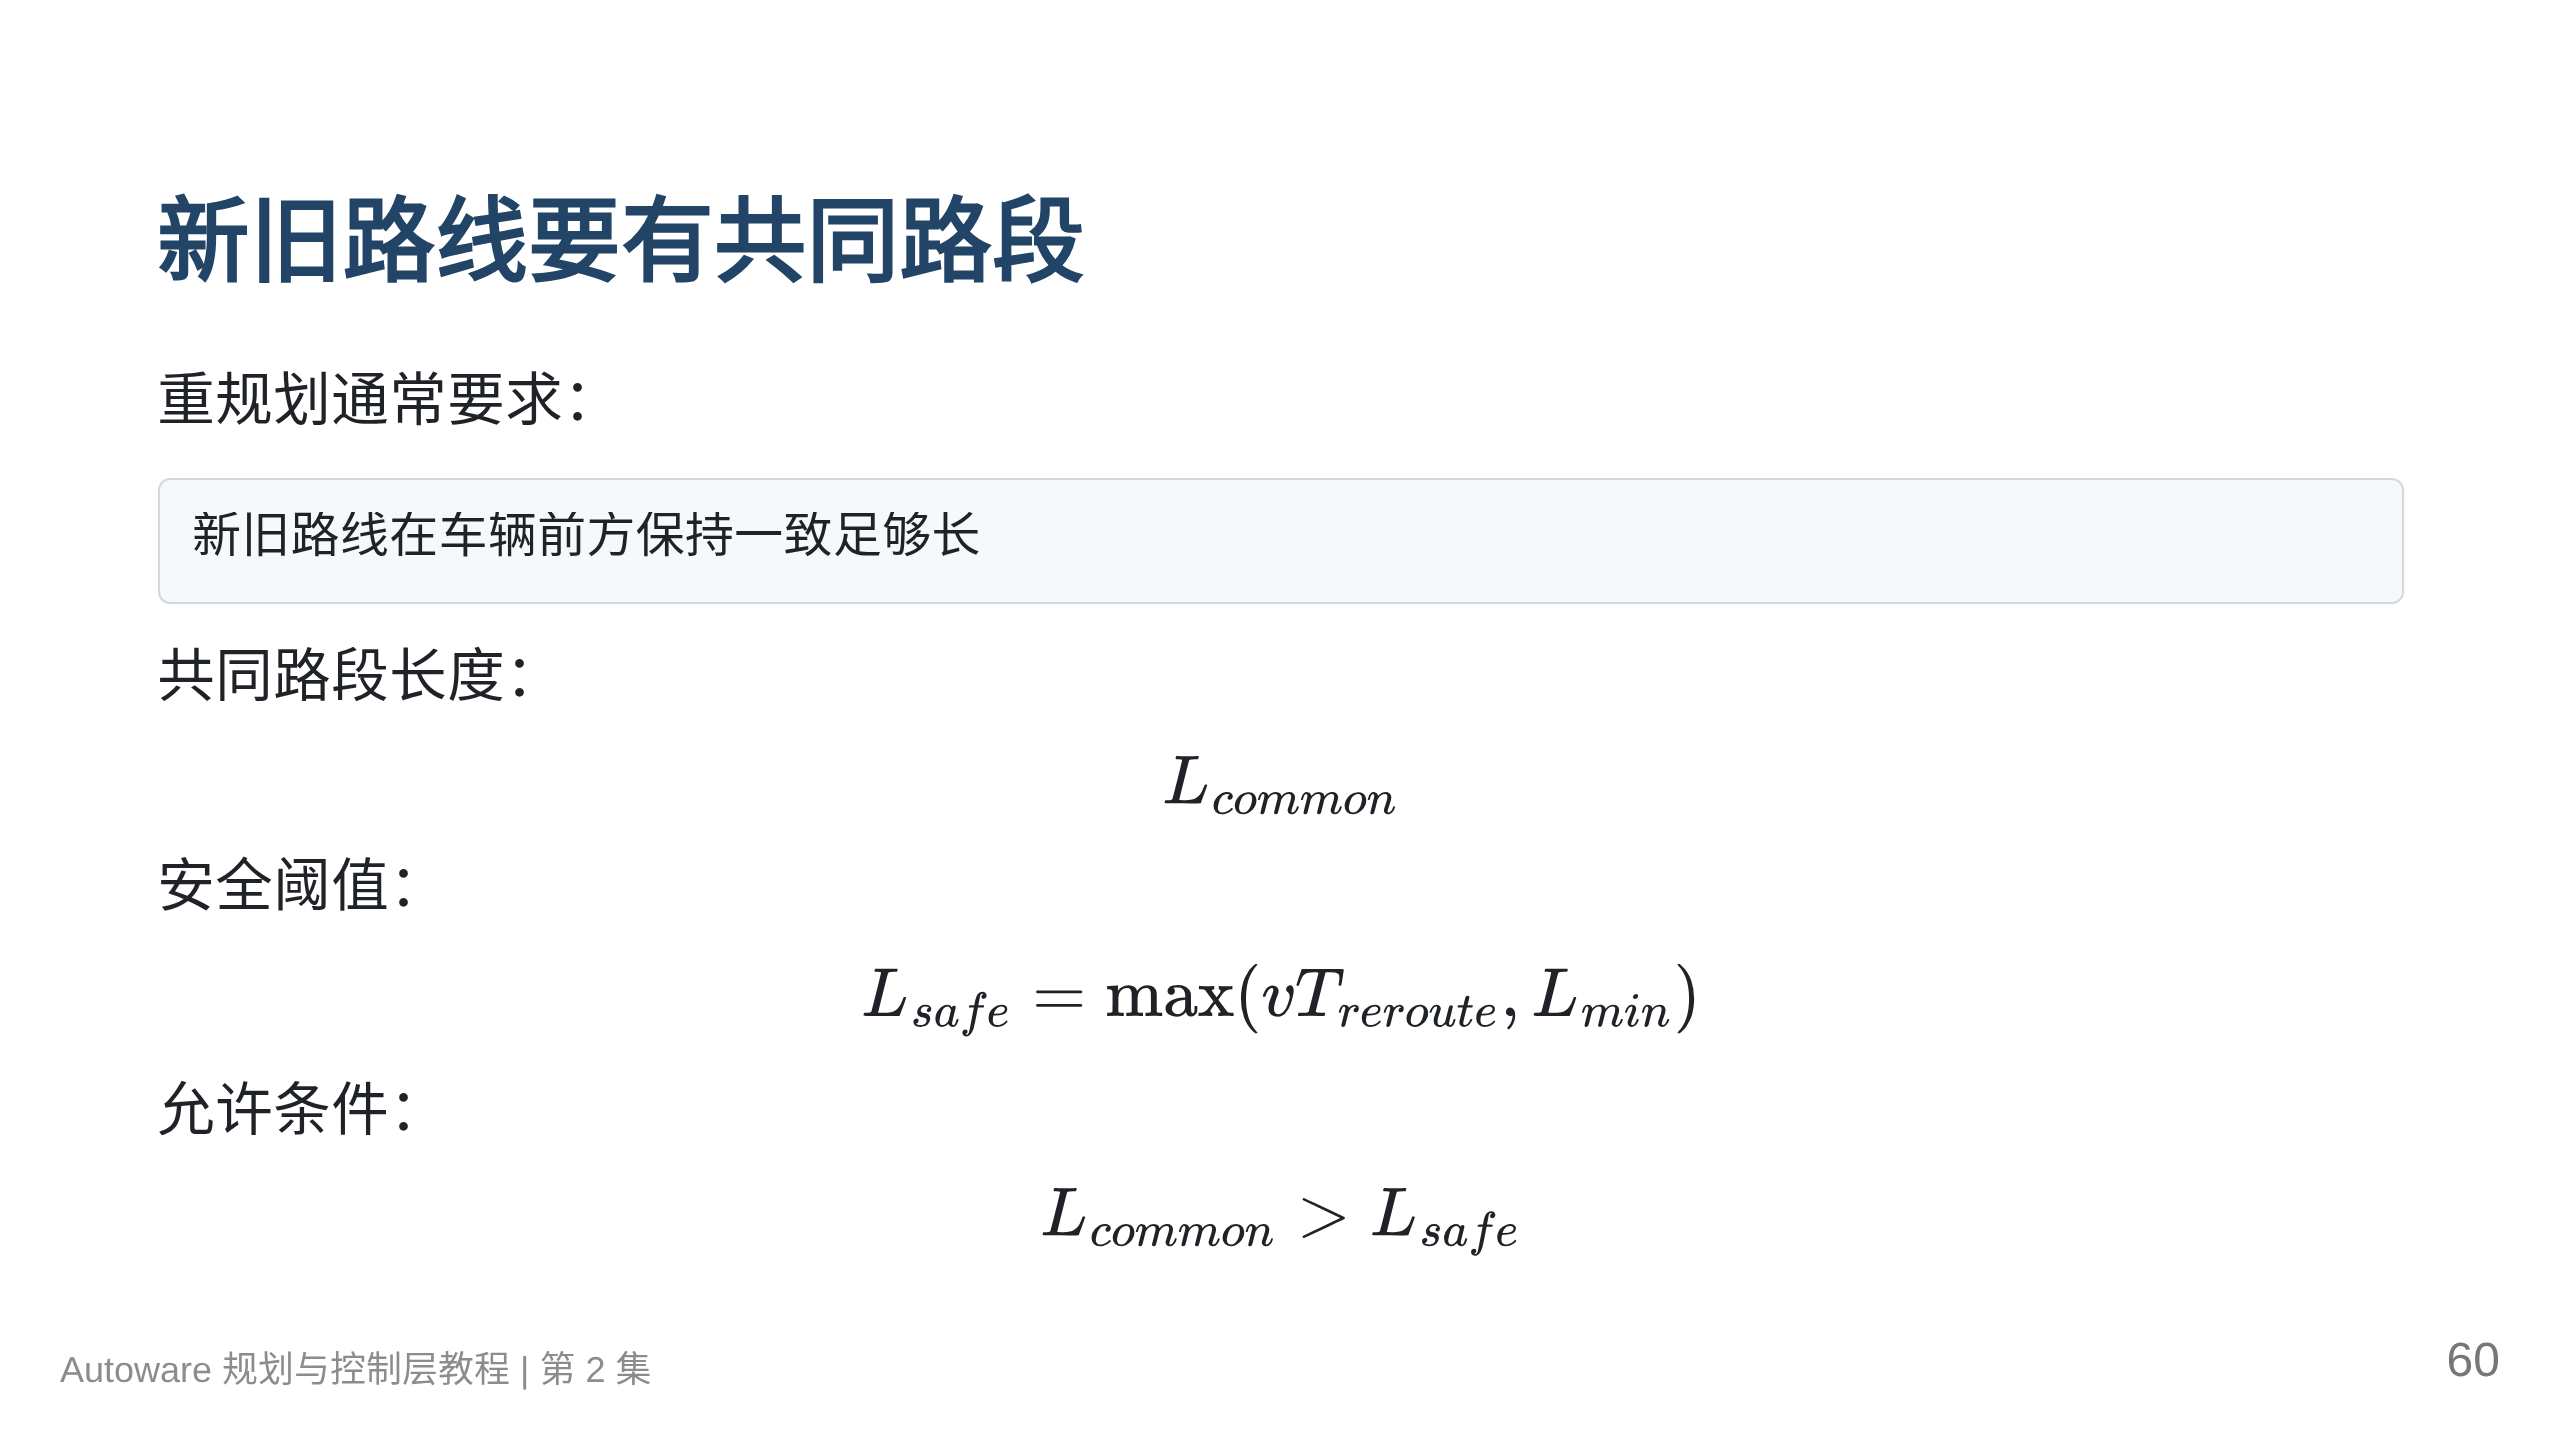 新旧路线要有共同路段
重规划通常要求：
新旧路线在车辆前方保持一致足够长
共同路段长度：
L_{common}
安全阈值：
L_{safe} = max(vT_{reroute}, L_{min})
允许条件：
L_{common} > L_{safe}
Autoware 规划与控制层教程 | 第 2 集
60